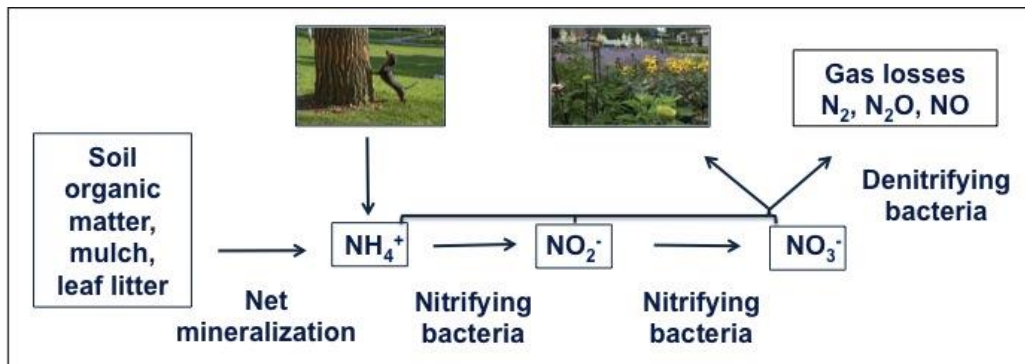 Soil
organic
matter,
mulch,
leaf litter
Net
mineralization
NH₄⁺
Nitrifying
bacteria
NO₂⁻
Nitrifying
bacteria
NO₃⁻
Gas losses
N₂, N₂O, NO
Denitrifying
bacteria